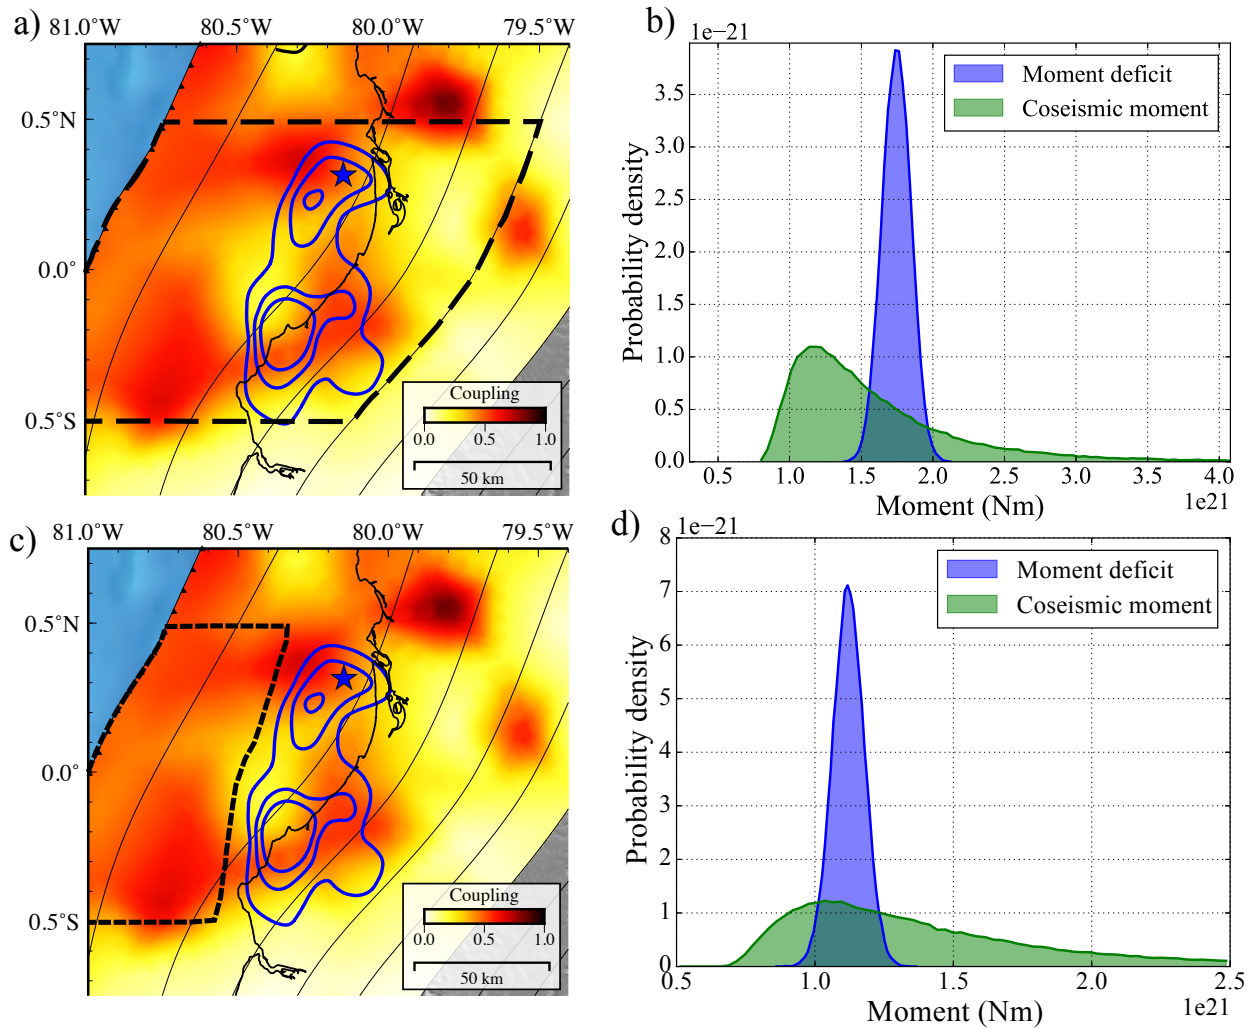 a)
81.0°W 80.5°W 80.0°W 79.5°W
0.5°N
0.0°
0.5°S
Coupling
0.0 0.5 1.0
50 km
b)
1e−21
Moment deficit
Coseismic moment
3.5
3.0
2.5
2.0
1.5
1.0
0.5
0.0
Probability density
0.5 1.0 1.5 2.0 2.5 3.0 3.5 4.0
Moment (Nm)
1e21
c)
81.0°W 80.5°W 80.0°W 79.5°W
0.5°N
0.0°
0.5°S
Coupling
0.0 0.5 1.0
50 km
d)
1e−21
Moment deficit
Coseismic moment
8
7
6
5
4
3
2
1
0
Probability density
0.5 1.0 1.5 2.0 2.5
Moment (Nm)
1e21